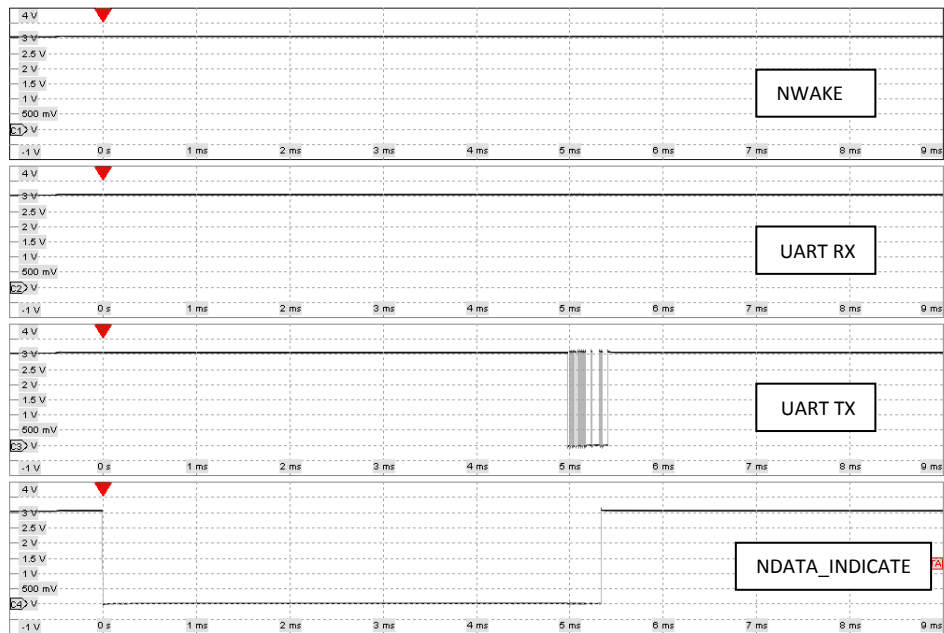 4 V
3 V
2.5 V
2 V
1.5 V
1 V
500 mV
C1 V
-1 V
0 s 1 ms 2 ms 3 ms 4 ms 5 ms 6 ms 7 ms 8 ms 9 ms
NWAKE
4 V
3 V
2.5 V
2 V
1.5 V
1 V
500 mV
C2 V
-1 V
0 s 1 ms 2 ms 3 ms 4 ms 5 ms 6 ms 7 ms 8 ms 9 ms
UART RX
4 V
3 V
2.5 V
2 V
1.5 V
1 V
500 mV
C3 V
-1 V
0 s 1 ms 2 ms 3 ms 4 ms 5 ms 6 ms 7 ms 8 ms 9 ms
UART TX
4 V
3 V
2.5 V
2 V
1.5 V
1 V
500 mV
C4 V
-1 V
0 s 1 ms 2 ms 3 ms 4 ms 5 ms 6 ms 7 ms 8 ms 9 ms
NDATA_INDICATE